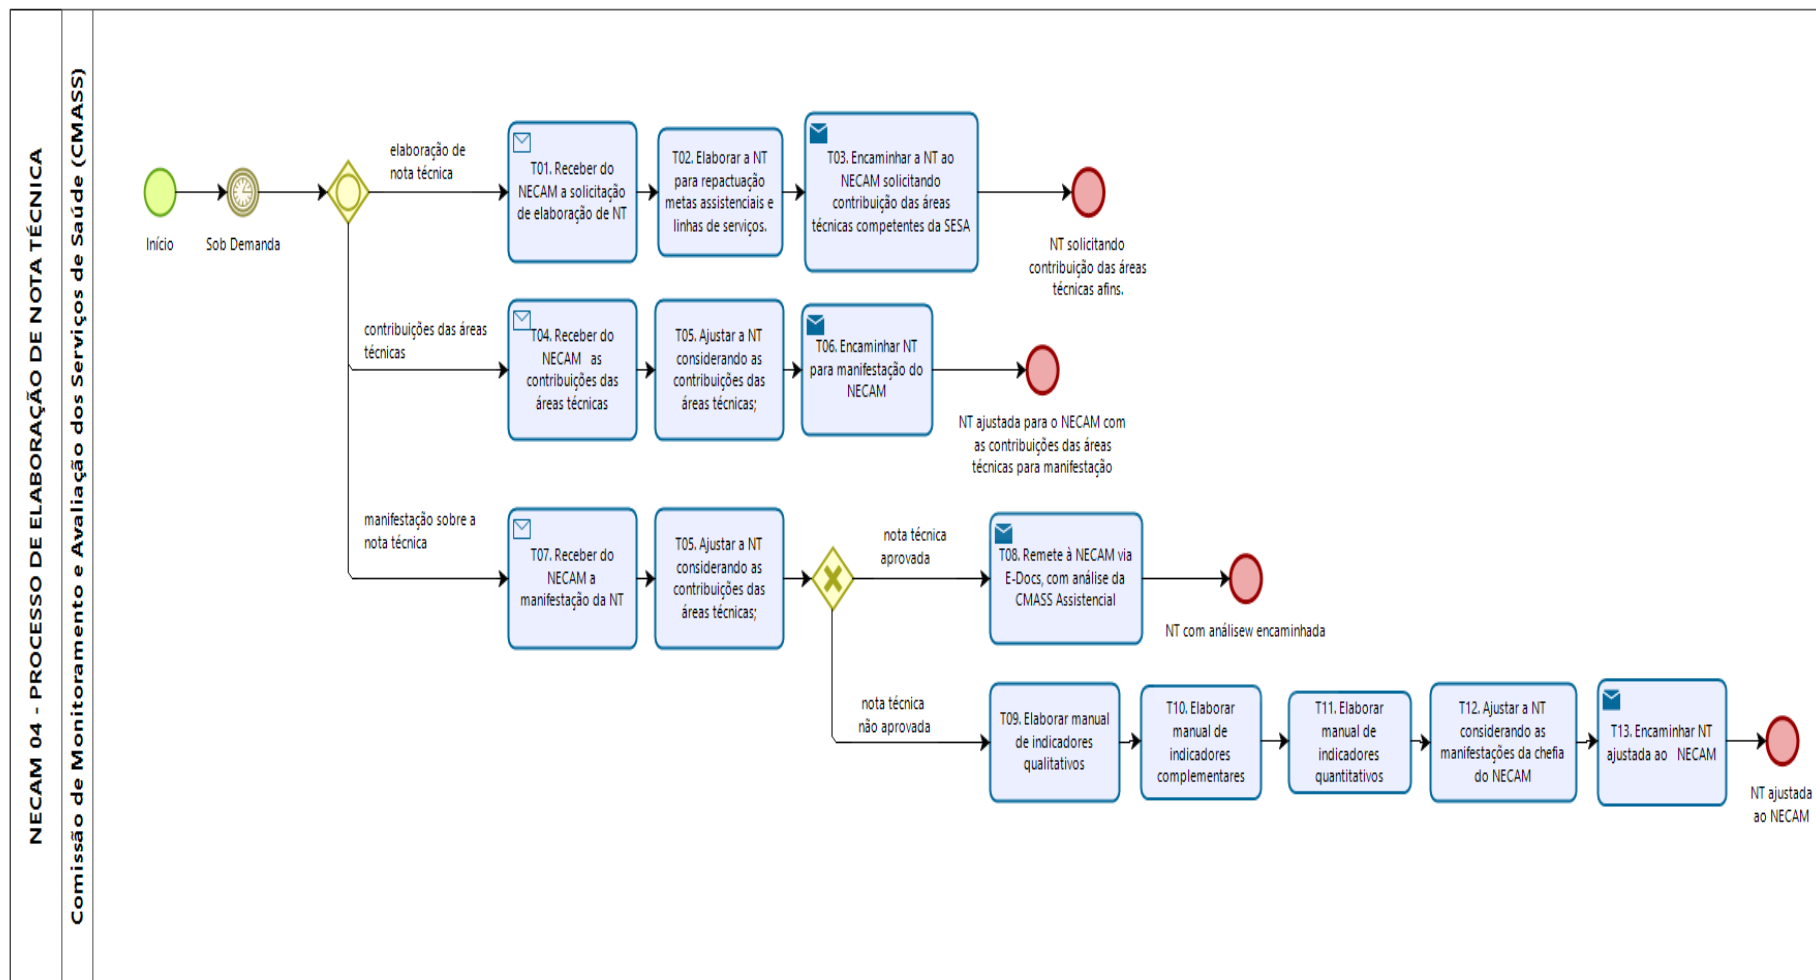 NECAM 04 - PROCESSO DE ELABORAÇÃO DE NOTA TÉCNICA
Comissão de Monitoramento e Avaliação dos Serviços de Saúde (CMASS)
Início
Sob Demanda
elaboração de
nota técnica
T01. Receber do
NECAM a solicitação
de elaboração de NT
T02. Elaborar a NT
para repactuação
metas assistenciais e
linhas de serviços.
T03. Encaminhar a NT ao
NECAM solicitando
contribuição das áreas
técnicas competentes da SESA
NT solicitando
contribuição das áreas
técnicas afins.
contribuições das áreas
técnicas
T04. Receber do
NECAM as
contribuições das
áreas técnicas
T05. Ajustar a NT
considerando as
contribuições das
áreas técnicas;
T06. Encaminhar NT
para manifestação do
NECAM
NT ajustada para o NECAM com
as contribuições das áreas
técnicas para manifestação
manifestação sobre a
nota técnica
T07. Receber do
NECAM a
manifestação da NT
T05. Ajustar a NT
considerando as
contribuições das
áreas técnicas;
nota técnica
aprovada
T08. Remete à NECAM via
E-Docs, com análise da
CMASS Assistencial
NT com análisew encaminhada
nota técnica
não aprovada
T09. Elaborar manual
de indicadores
qualitativos
T10. Elaborar
manual de
indicadores
complementares
T11. Elaborar
manual de
indicadores
quantitativos
T12. Ajustar a NT
considerando as
manifestações da chefia
do NECAM
T13. Encaminhar NT
ajustada ao NECAM
NT ajustada
ao NECAM